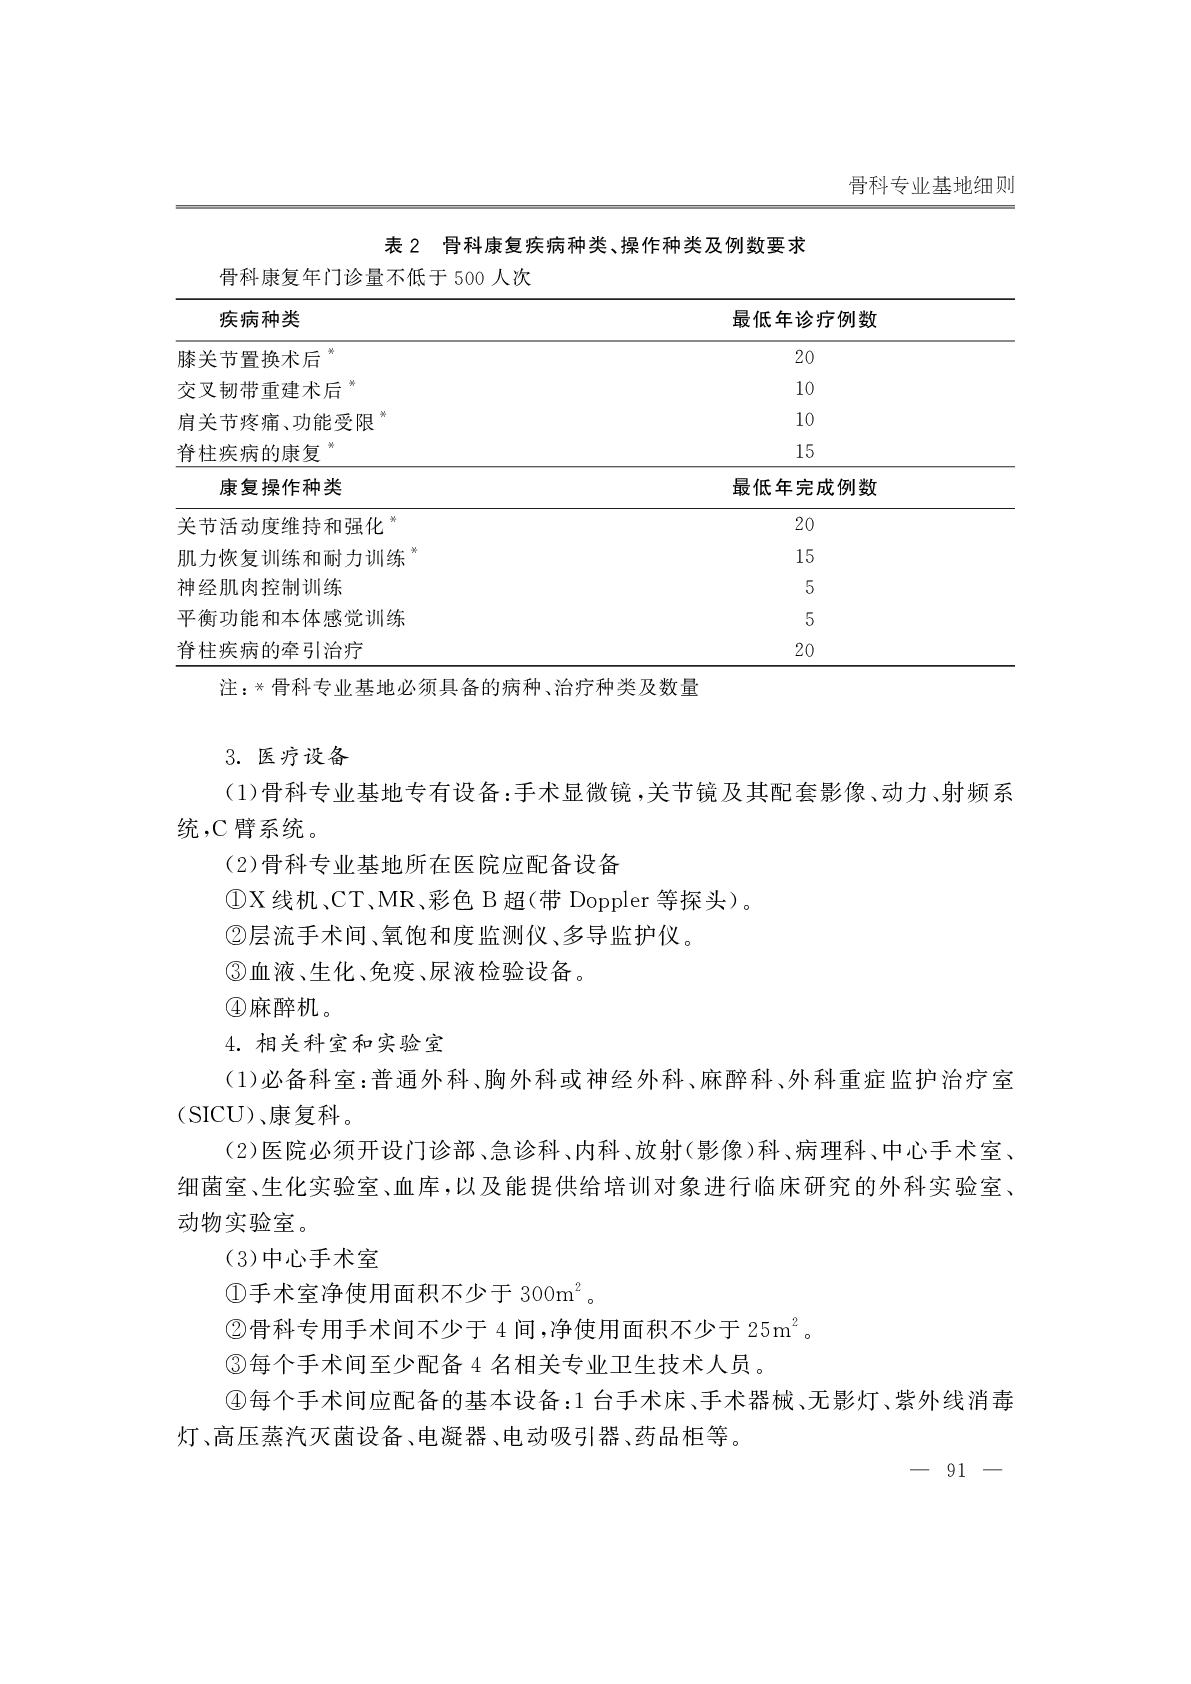 骨科专业基地细则
表 2　骨科康复疾病种类、操作种类及例数要求
骨科康复年门诊量不低于 500 人次
疾病种类　最低年诊疗例数
膝关节置换术后*　20
交叉韧带重建术后*　10
肩关节疼痛、功能受限*　10
脊柱疾病的康复*　15
康复操作种类　最低年完成例数
关节活动度维持和强化*　20
肌力恢复训练和耐力训练*　15
神经肌肉控制训练　5
平衡功能和本体感觉训练　5
脊柱疾病的牵引治疗　20
注：* 骨科专业基地必须具备的病种、治疗种类及数量
3. 医疗设备
(1)骨科专业基地专有设备：手术显微镜，关节镜及其配套影像、动力、射频系
统，C 臂系统。
(2)骨科专业基地所在医院应配备设备
①X 线机、CT、MR、彩色 B 超(带 Doppler 等探头)。
②层流手术间、氧饱和度监测仪、多导监护仪。
③血液、生化、免疫、尿液检验设备。
④麻醉机。
4. 相关科室和实验室
(1)必备科室：普通外科、胸外科或神经外科、麻醉科、外科重症监护治疗室
(SICU)、康复科。
(2)医院必须开设门诊部、急诊科、内科、放射(影像)科、病理科、中心手术室、
细菌室、生化实验室、血库，以及能提供给培训对象进行临床研究的外科实验室、
动物实验室。
(3)中心手术室
①手术室净使用面积不少于 300m²。
②骨科专用手术间不少于 4 间，净使用面积不少于 25m²。
③每个手术间至少配备 4 名相关专业卫生技术人员。
④每个手术间应配备的基本设备：1 台手术床、手术器械、无影灯、紫外线消毒
灯、高压蒸汽灭菌设备、电凝器、电动吸引器、药品柜等。
— 91 —